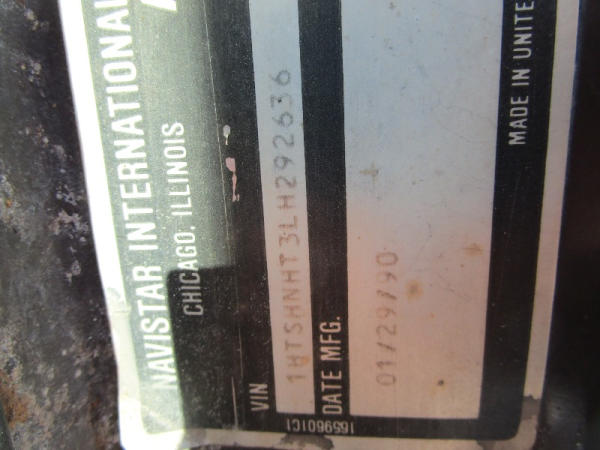 NAVISTAR INTERNATIONAL
CHICAGO, ILLINOIS
VIN 1HTSHNHT3LH292636
DATE MFG. 01/29/90
MADE IN UNITE
1659601C1